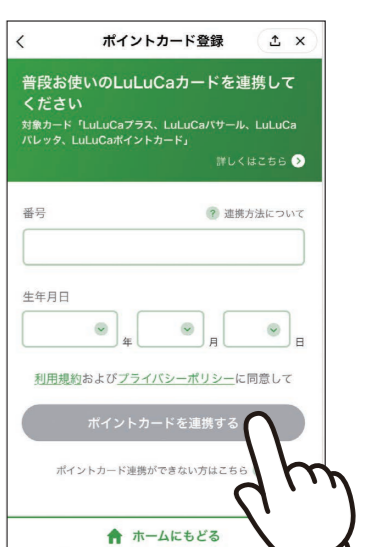 ポイントカード登録
普段お使いのLuLuCaカードを連携して
ください
対象カード「LuLuCaプラス、LuLuCaパサール、LuLuCa
パレッタ、LuLuCaポイントカード」
詳しくはこちら
番号
? 連携方法について
生年月日
年 月 日
利用規約およびプライバシーポリシーに同意して
ポイントカードを連携する
ポイントカード連携ができない方はこちら
ホームにもどる